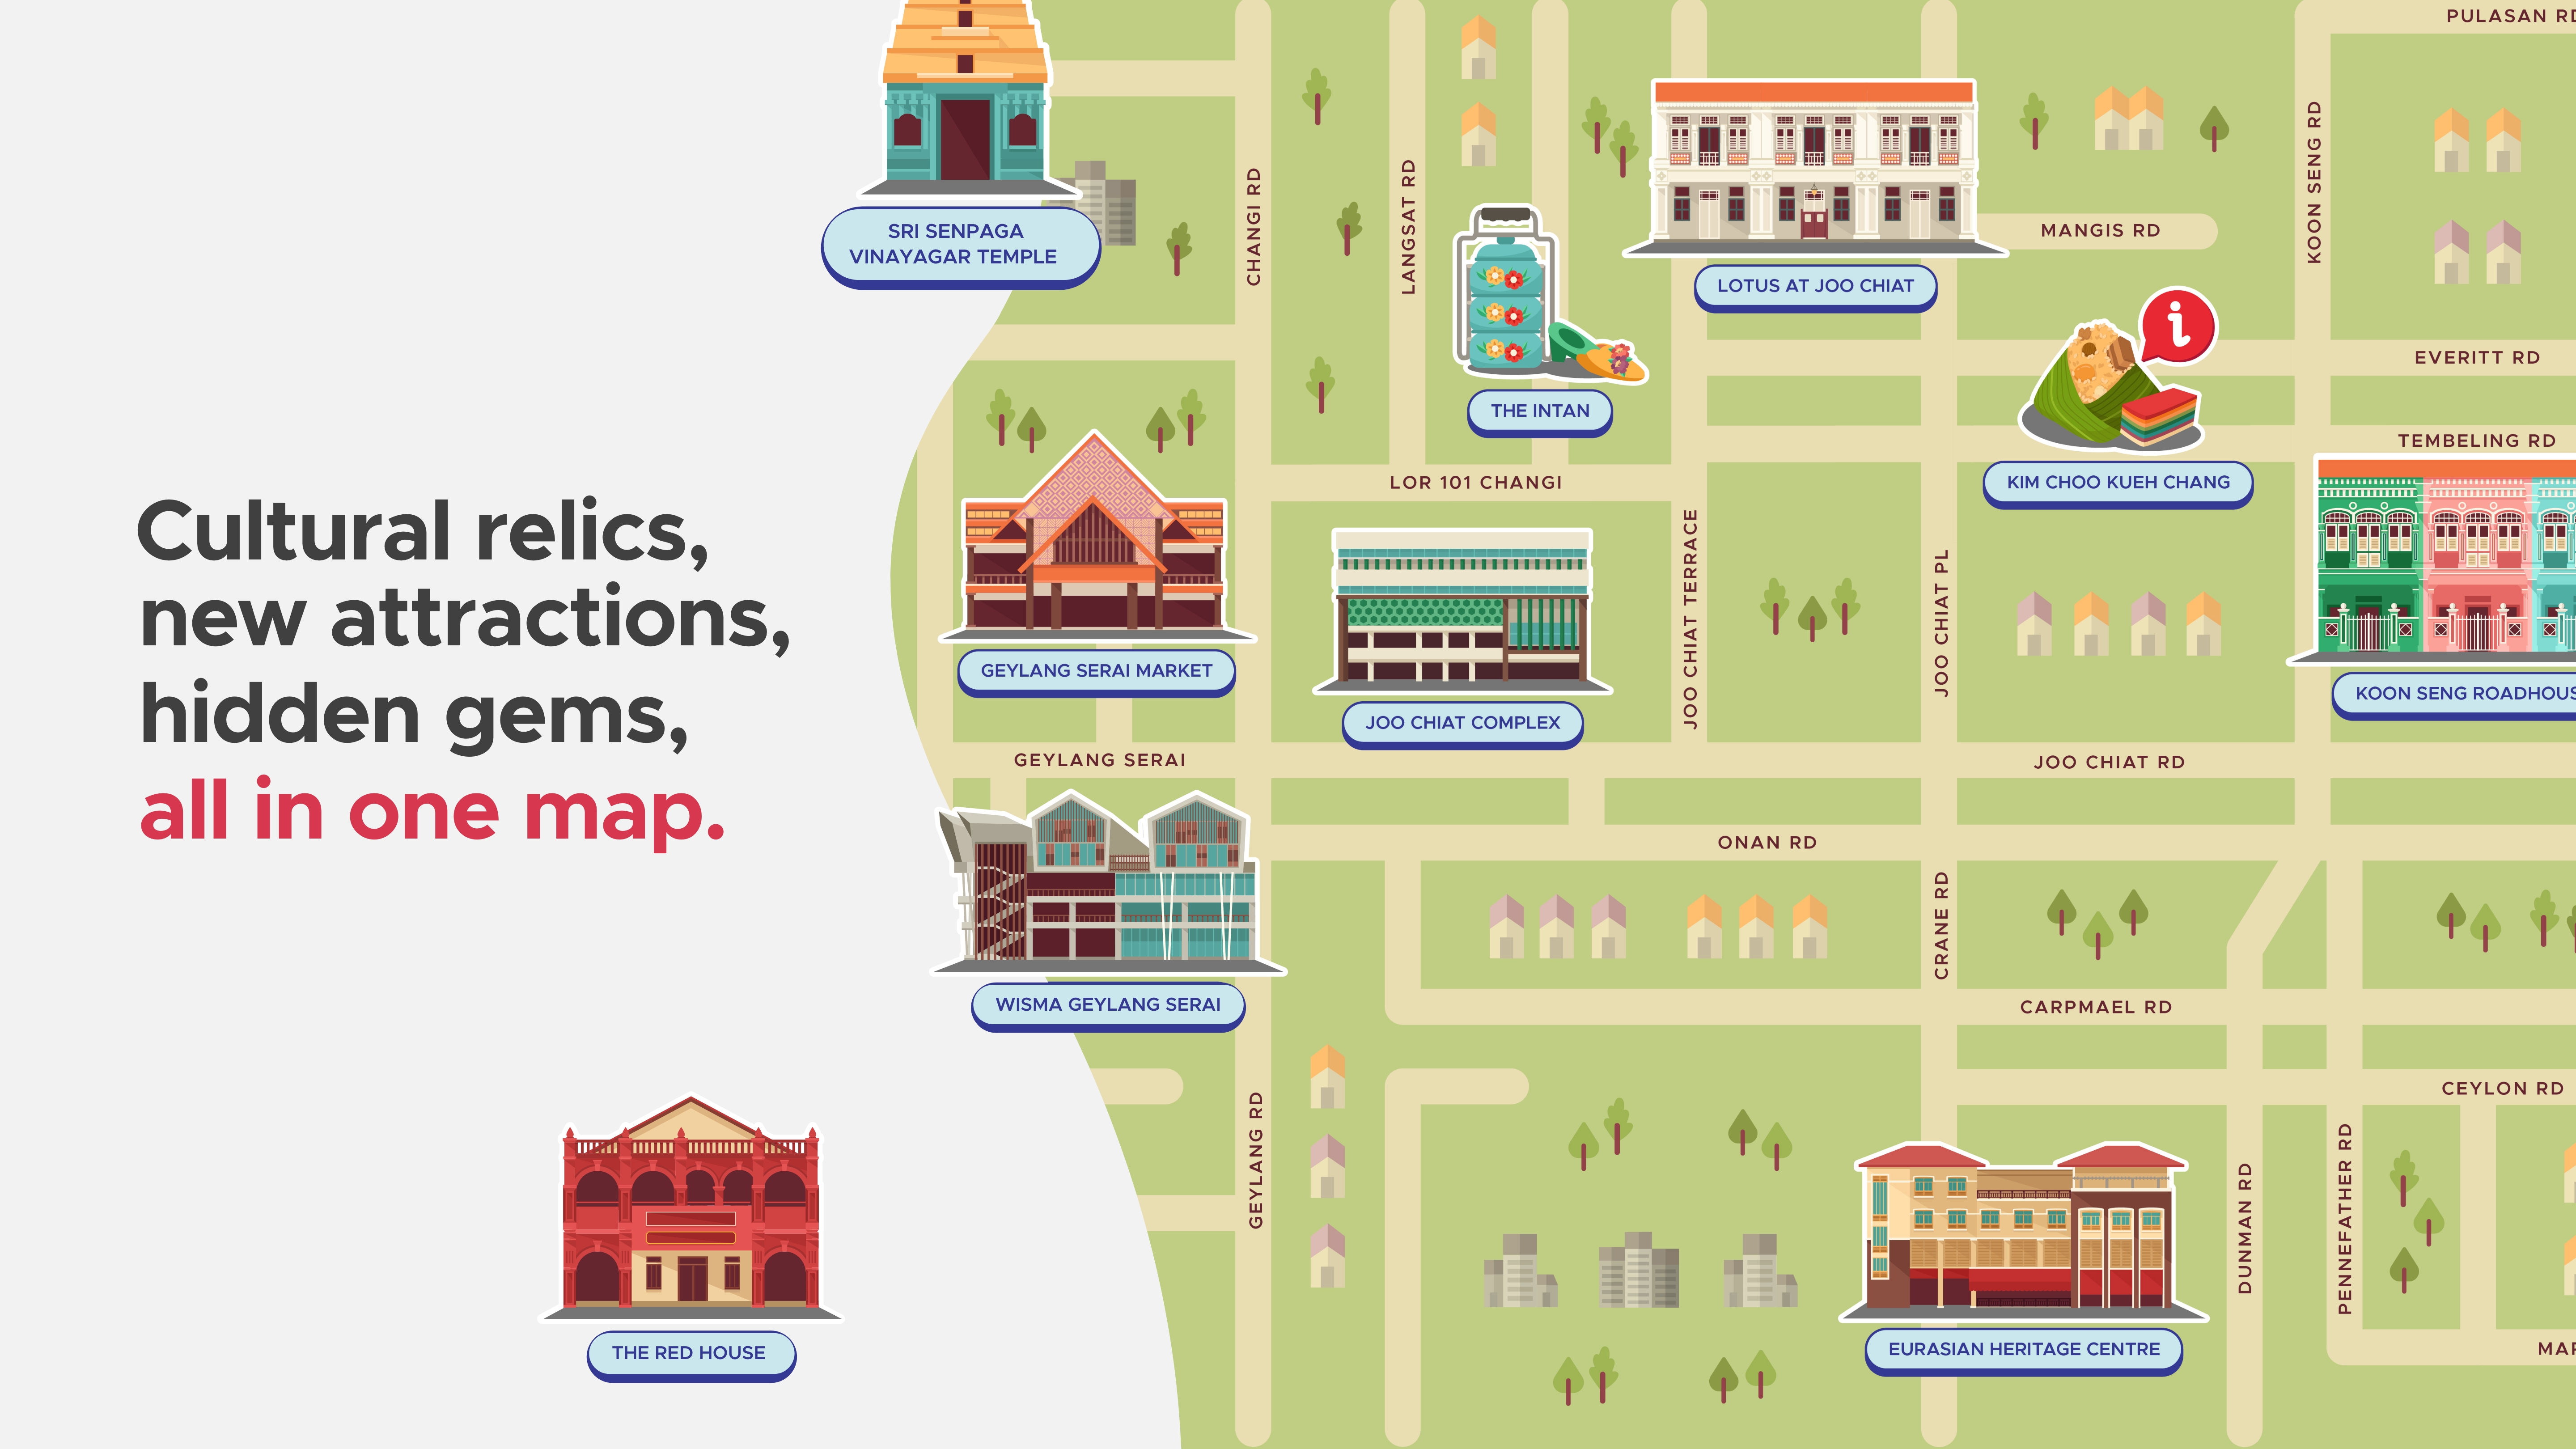 Cultural relics,
new attractions,
hidden gems,
all in one map.
SRI SENPAGA
VINAYAGAR TEMPLE
CHANGI RD
LANGSAT RD
PULASAN RD
KOON SENG RD
MANGIS RD
LOTUS AT JOO CHIAT
EVERITT RD
THE INTAN
i
TEMBELING RD
KIM CHOO KUEH CHANG
LOR 101 CHANGI
JOO CHIAT TERRACE
JOO CHIAT PL
GEYLANG SERAI MARKET
JOO CHIAT COMPLEX
KOON SENG ROADHOUS
GEYLANG SERAI
JOO CHIAT RD
ONAN RD
CRANE RD
WISMA GEYLANG SERAI
CARPMAEL RD
CEYLON RD
GEYLANG RD
DUNMAN RD
PENNEFATHER RD
THE RED HOUSE
EURASIAN HERITAGE CENTRE